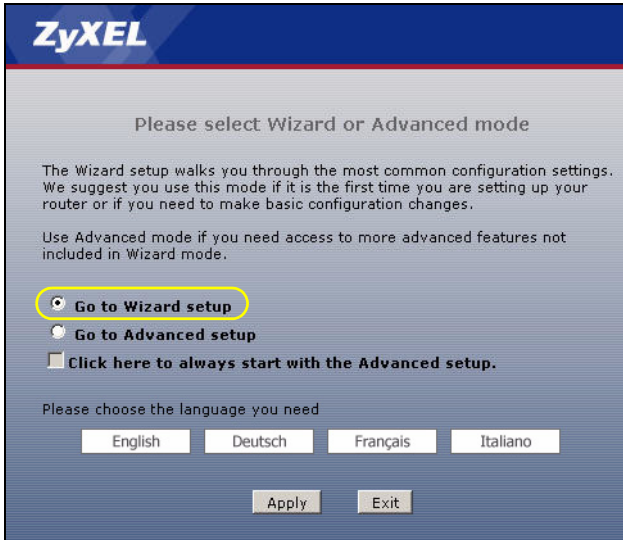 ZyXEL
Please select Wizard or Advanced mode
The Wizard setup walks you through the most common configuration settings.
We suggest you use this mode if it is the first time you are setting up your
router or if you need to make basic configuration changes.
Use Advanced mode if you need access to more advanced features not
included in Wizard mode.
Go to Wizard setup
Go to Advanced setup
Click here to always start with the Advanced setup.
Please choose the language you need
English Deutsch Français Italiano
Apply Exit